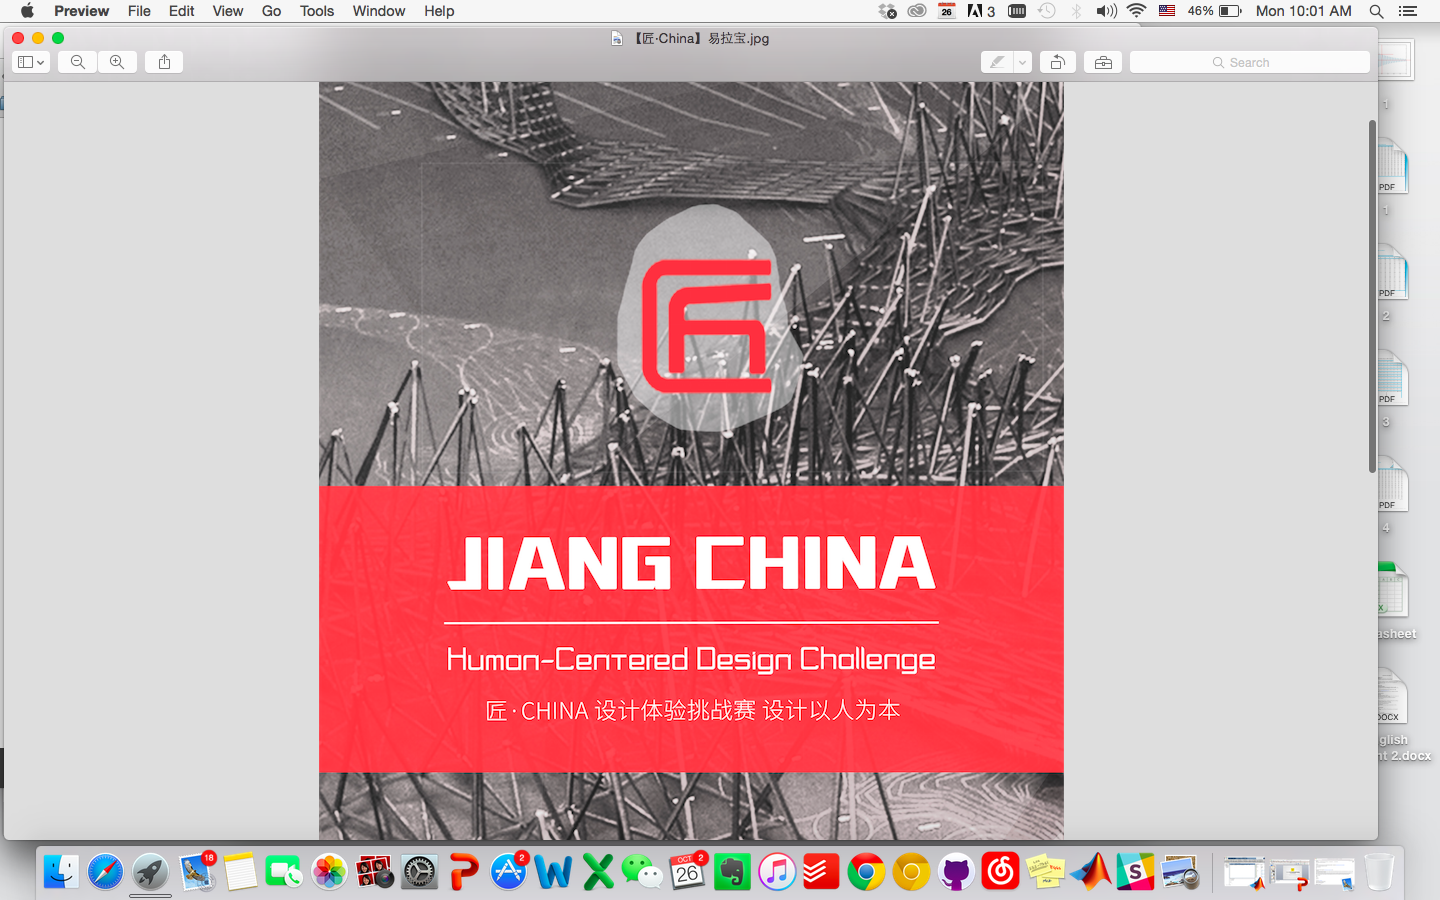 Preview File Edit View Go Tools Window Help 26 3 46% Mon 10:01 AM
【匠·China】易拉宝.jpg
Search
JIANG CHINA
Human-Centered Design Challenge
匠·CHINA 设计体验挑战赛 设计以人为本
1
PDF
1
PDF
2
PDF
3
PDF
4
asheet
DOCX
glish
nt 2.docx
18
2
OCT
26
2